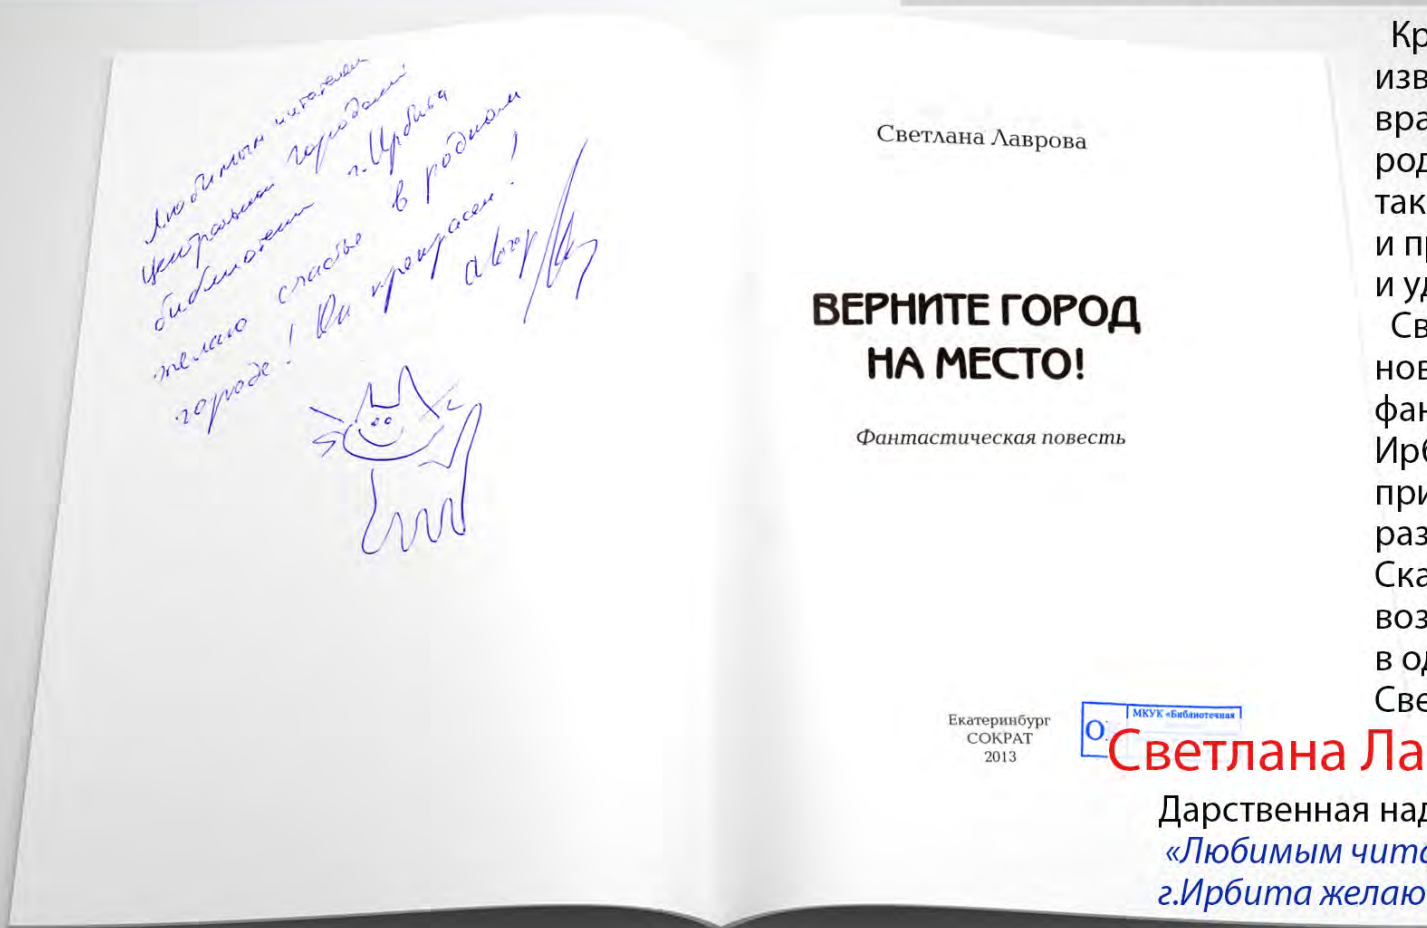 Любимым читателям
центральной городской
библиотеки г. Ирбита
желаю счастья в родном
городе! Он прекрасен!
автор
Светлана Лаврова
ВЕРНИТЕ ГОРОД
НА МЕСТО!
Фантастическая повесть
Екатеринбург
СОКРАТ
2013
МКУК «Библиотечная
О
Кр
изв
вра
род
так
и пр
и уд
Св
нов
фан
Ирб
при
раз
Ска
воз
в од
Све
Светлана Ла
Дарственная над
«Любимым чита
г.Ирбита желаю